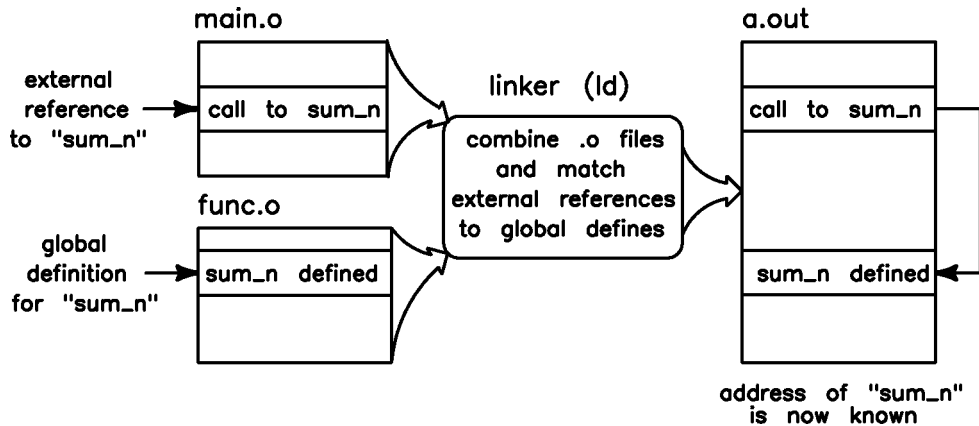 main.o
external
reference
to "sum_n"
call to sum_n
func.o
global
definition
for "sum_n"
sum_n defined
linker (ld)
combine .o files
and match
external references
to global defines
a.out
call to sum_n
sum_n defined
address of "sum_n"
is now known